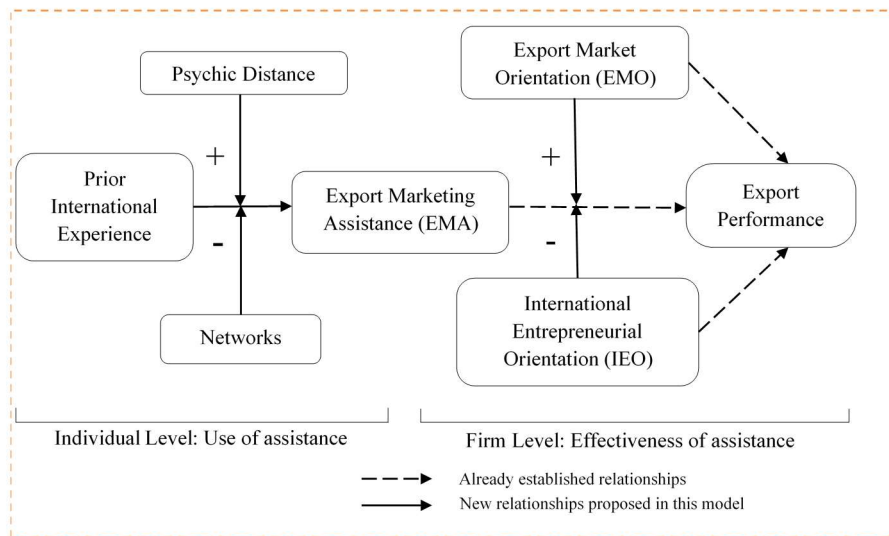 Psychic Distance
Export Market
Orientation (EMO)
+
+
Prior
International
Experience
Export Marketing
Assistance (EMA)
Export
Performance
-
-
Networks
International
Entrepreneurial
Orientation (IEO)
Individual Level: Use of assistance
Firm Level: Effectiveness of assistance
Already established relationships
New relationships proposed in this model